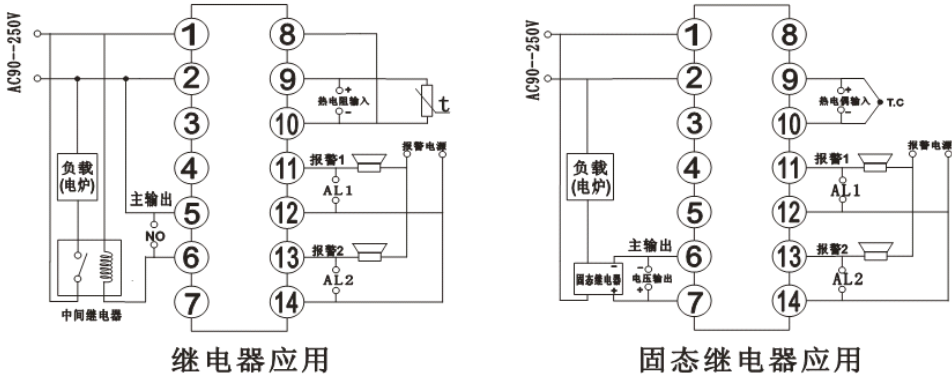 AC90--250V
1
2
3
4
5
6
7
8
9
10
11
12
13
14
+
热电阻输入
-
t
报警电源
报警1
AL1
报警2
AL2
负载
(电炉)
主输出
NO
中间继电器
继电器应用
AC90--250V
1
2
3
4
5
6
7
8
9
10
11
12
13
14
+
热电偶输入
-
T.C
报警电源
报警1
AL1
报警2
AL2
负载
(电炉)
主输出
-
固态继电器
+
-
电压输出
+
固态继电器应用